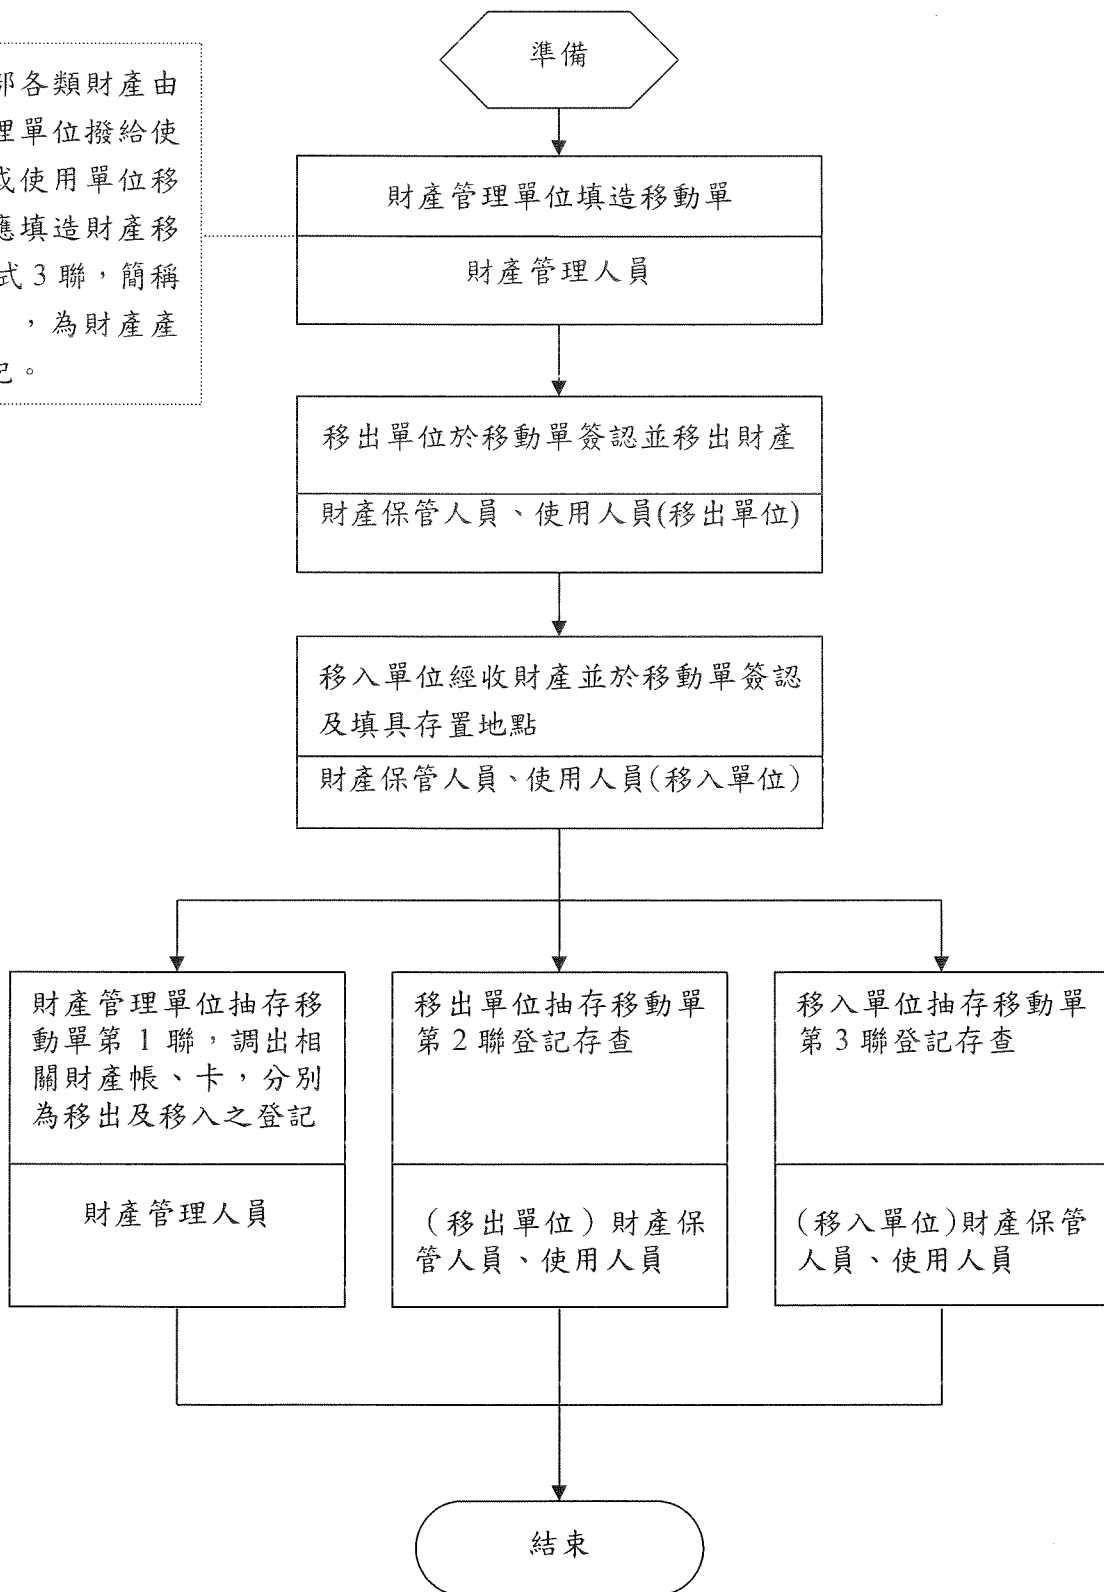 準備
部各類財產由
理單位撥給使
或使用單位移
應填造財產移
式3聯，簡稱
，為財產產
記。
財產管理單位填造移動單
財產管理人員
移出單位於移動單簽認並移出財產
財產保管人員、使用人員(移出單位)
移入單位經收財產並於移動單簽認
及填具存置地點
財產保管人員、使用人員(移入單位)
財產管理單位抽存移
動單第1聯，調出相
關財產帳、卡，分別
為移出及移入之登記
財產管理人員
移出單位抽存移動單
第2聯登記存查
（移出單位）財產保
管人員、使用人員
移入單位抽存移動單
第3聯登記存查
（移入單位)財產保管
人員、使用人員
結束